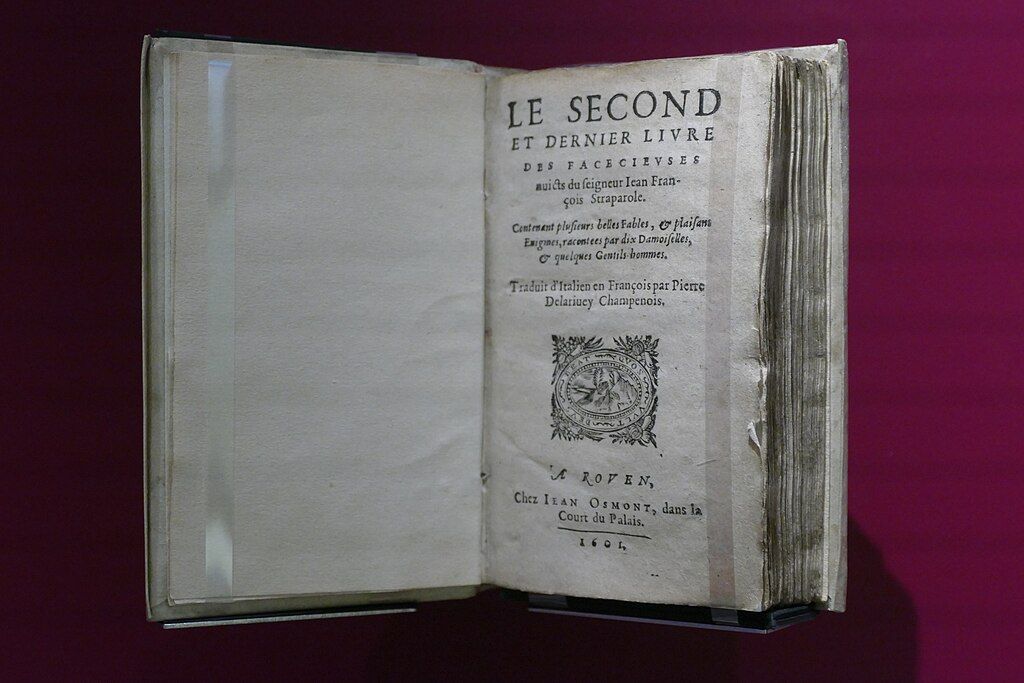 LE SECOND
ET DERNIER LIVRE
DES FACECIEVSES
nuicts du ſeigneur Iean Fran-
çois Straparole.
Contenant pluſieurs belles Fables, & plaiſans
Enigmes, racontees par dix Damoiſelles,
& quelques Gentils-hommes.
Traduit d'Italien en François par Pierre
Delariuey Champenois.
A ROVEN,
Chez IEAN OSMONT, dans la
Court du Palais.
1601.